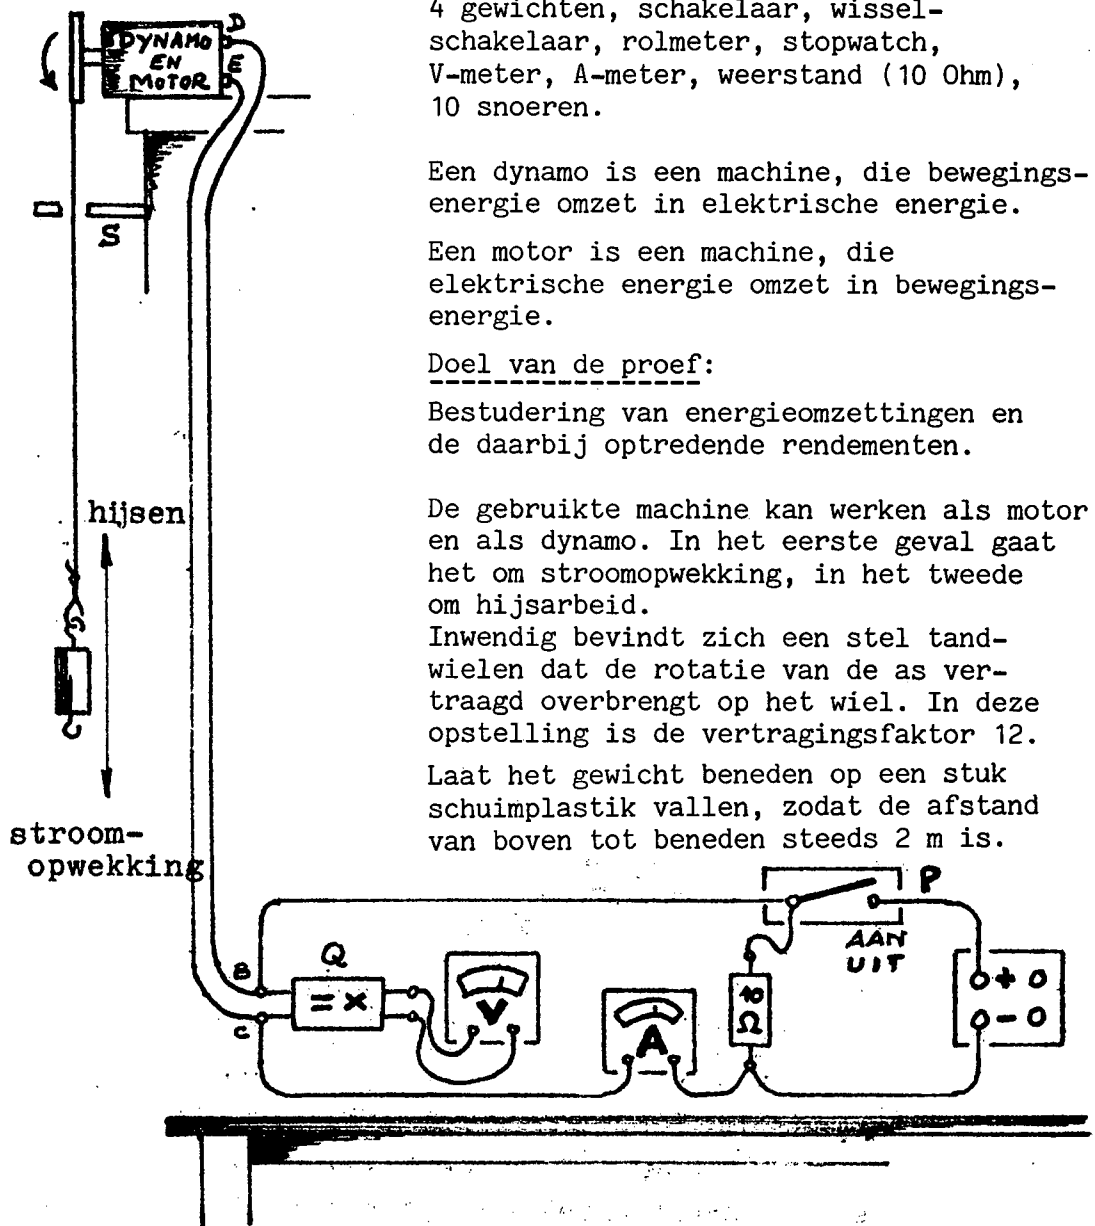 4 gewichten, schakelaar, wissel-
schakelaar, rolmeter, stopwatch,
V-meter, A-meter, weerstand (10 Ohm),
10 snoeren.
Een dynamo is een machine, die bewegings-
energie omzet in elektrische energie.
Een motor is een machine, die
elektrische energie omzet in bewegings-
energie.
Doel van de proef:
Bestudering van energieomzettingen en
de daarbij optredende rendementen.
De gebruikte machine kan werken als motor
en als dynamo. In het eerste geval gaat
het om stroomopwekking, in het tweede
om hijsarbeid.
Inwendig bevindt zich een stel tand-
wielen dat de rotatie van de as ver-
traagd overbrengt op het wiel. In deze
opstelling is de vertragingsfaktor 12.
Laat het gewicht beneden op een stuk
schuimplastik vallen, zodat de afstand
van boven tot beneden steeds 2 m is.
DYNAMO
EN
MOTOR
D
E
S
hijsen
stroom-
opwekking
P
AAN
UIT
B
C
Q
= x
V
A
10
Ω
+ 0
- 0